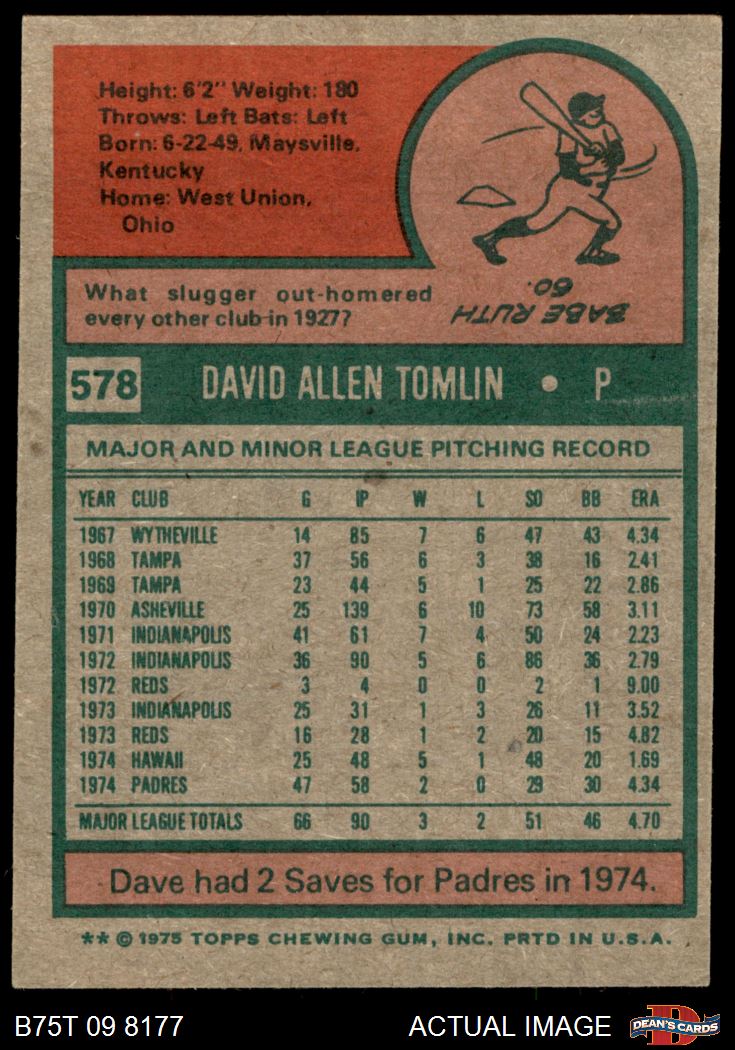 Height: 6'2" Weight: 180
Throws: Left Bats: Left
Born: 6-22-49, Maysville,
Kentucky
Home: West Union,
Ohio
What slugger out-homered
every other club in 1927?
BABE RUTH
60.
578 DAVID ALLEN TOMLIN • P
MAJOR AND MINOR LEAGUE PITCHING RECORD
YEAR CLUB G IP W L SO BB ERA
1967 WYTHEVILLE 14 85 7 6 47 43 4.34
1968 TAMPA 37 56 6 3 38 16 2.41
1969 TAMPA 23 44 5 1 25 22 2.86
1970 ASHEVILLE 25 139 6 10 73 58 3.11
1971 INDIANAPOLIS 41 61 7 4 50 24 2.23
1972 INDIANAPOLIS 36 90 5 6 86 36 2.79
1972 REDS 3 4 0 0 2 1 9.00
1973 INDIANAPOLIS 25 31 1 3 26 11 3.52
1973 REDS 16 28 1 2 20 15 4.82
1974 HAWAII 25 48 5 1 48 20 1.69
1974 PADRES 47 58 2 0 29 30 4.34
MAJOR LEAGUE TOTALS 66 90 3 2 51 46 4.70
Dave had 2 Saves for Padres in 1974.
** © 1975 TOPPS CHEWING GUM, INC. PRTD IN U.S.A.
B75T 09 8177 ACTUAL IMAGE DEAN'S CARDS